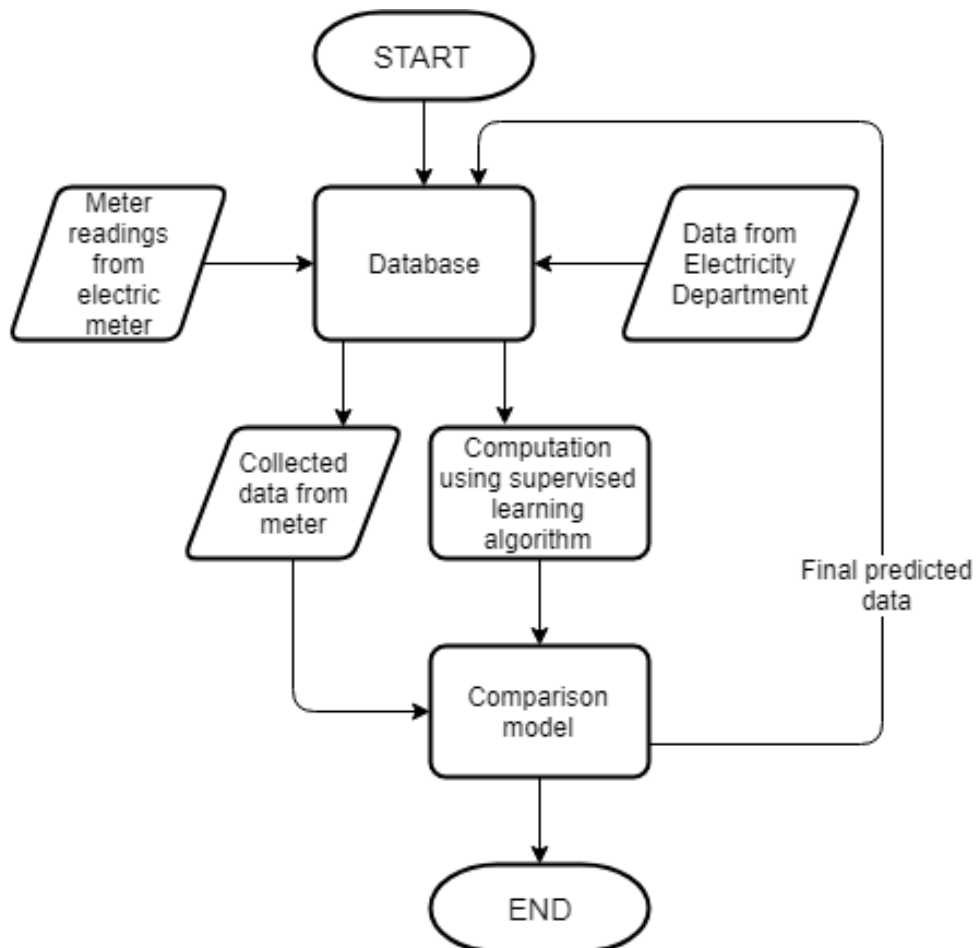 START
Meter
readings
from
electric
meter
Database
Data from
Electricity
Department
Collected
data from
meter
Computation
using supervised
learning
algorithm
Final predicted
data
Comparison
model
END